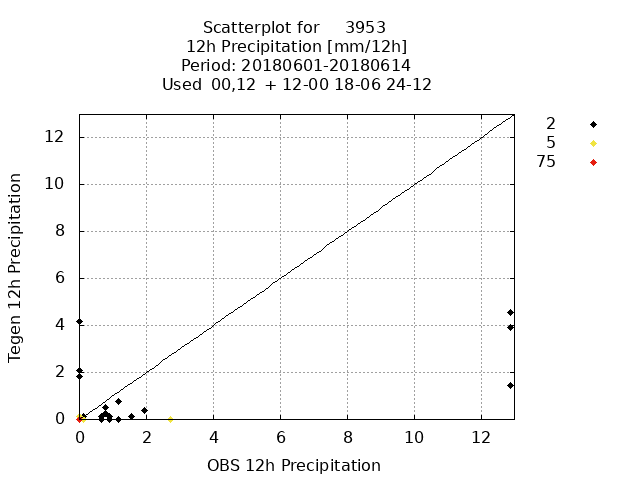 Scatterplot for 3953
12h Precipitation [mm/12h]
Period: 20180601-20180614
Used 00,12 + 12-00 18-06 24-12
2
5
75
12
10
8
6
4
2
0
0 2 4 6 8 10 12
Tegen 12h Precipitation
OBS 12h Precipitation